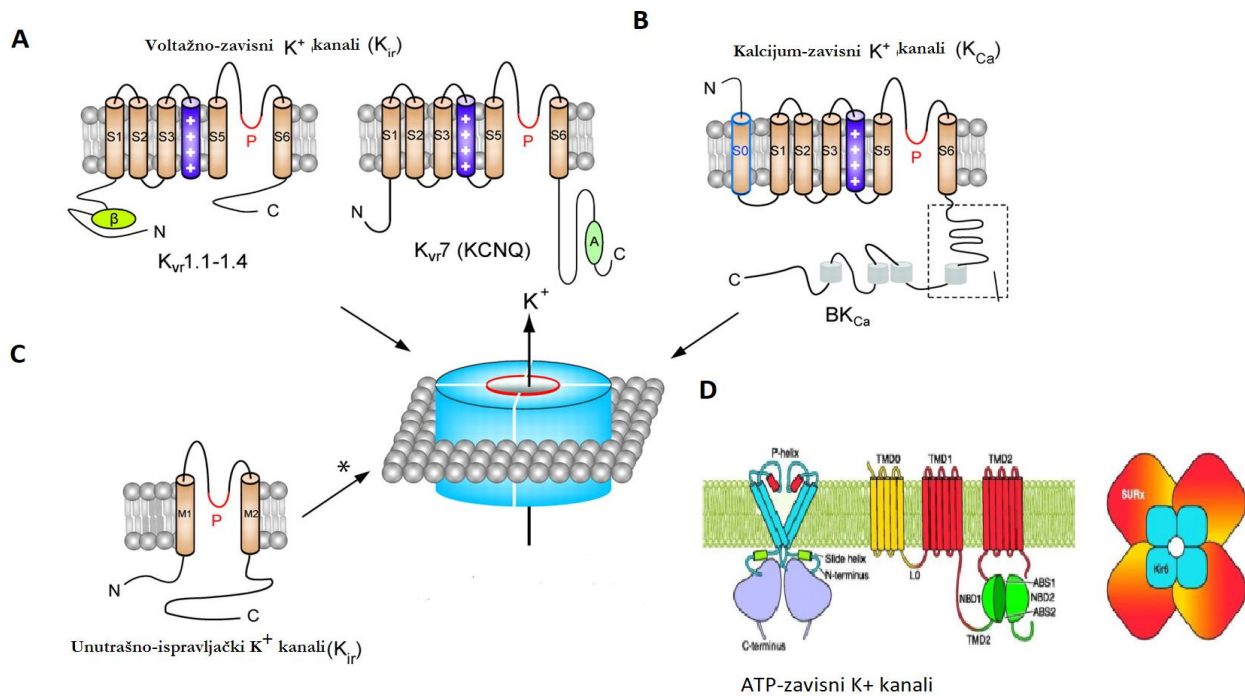 A
Voltažno-zavisni K+ kanali (Kir)
S1 S2 S3 + + + + S5 P S6
β
N
C
Kvr1.1-1.4
S1 S2 S3 + + + + S5 P S6
N
A
C
Kvr7 (KCNQ)
B
Kalcijum-zavisni K+ kanali (KCa)
N
S0 S1 S2 S3 + + + + S5 P S6
C
BKCa
K+
C
M1 P M2
N
C
*
Unutrašno-ispravljački K+ kanali(Kir)
D
P-helix
TMD0 TMD1 TMD2
Slide helix
N-terminus
C-terminus
L0
NBD1
ABS1
NBD2
ABS2
TMD2
SURx
Kir6
ATP-zavisni K+ kanali